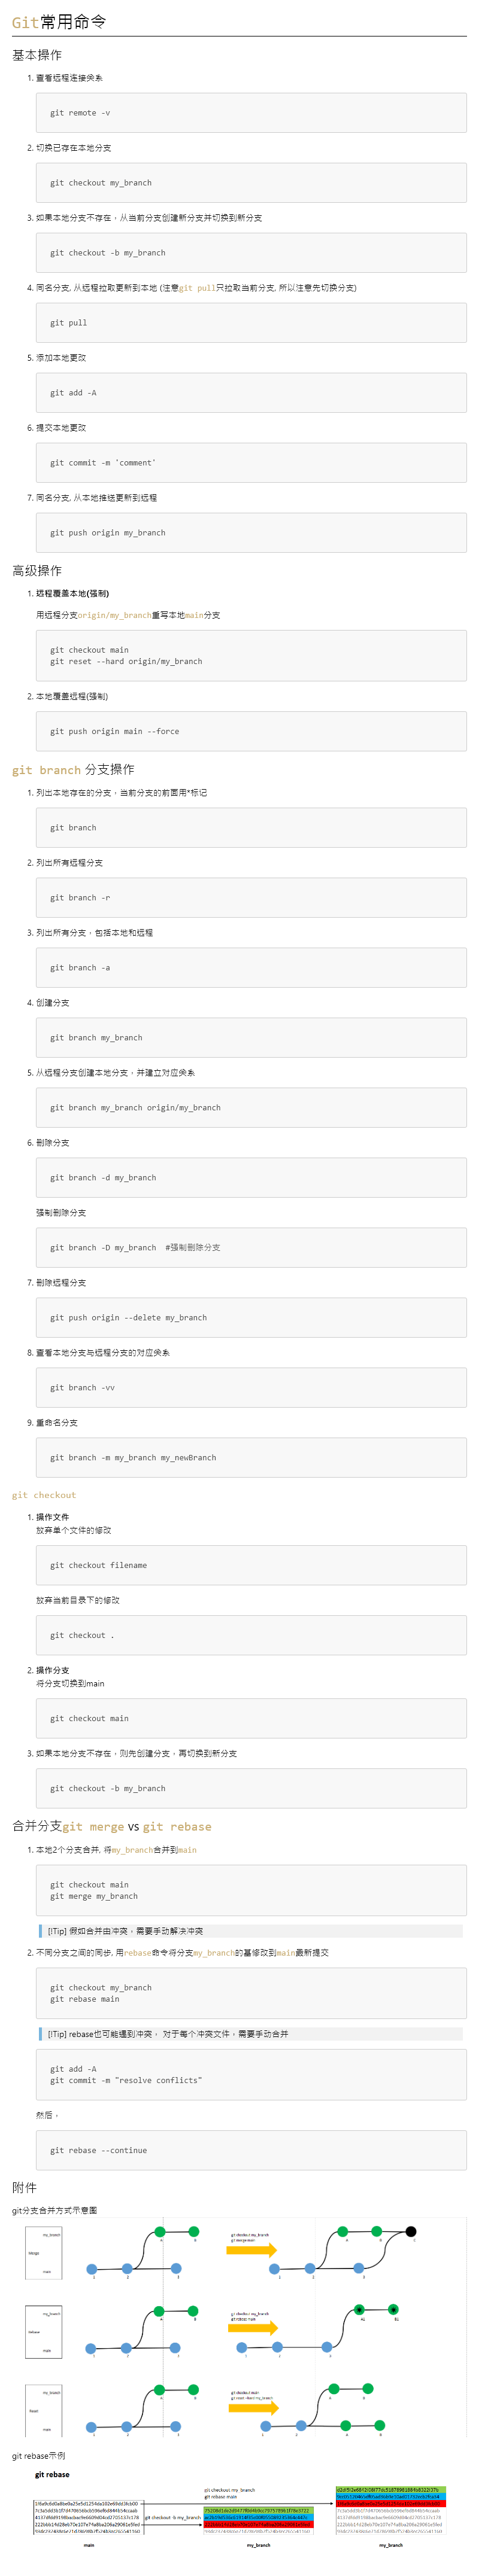 Git常用命令
基本操作
1. 查看远程连接关系
git remote -v
2. 切换已存在本地分支
git checkout my_branch
3. 如果本地分支不存在，从当前分支创建新分支并切换到新分支
git checkout -b my_branch
4. 同名分支, 从远程拉取更新到本地 (注意git pull只拉取当前分支, 所以注意先切换分支)
git pull
5. 添加本地更改
git add -A
6. 提交本地更改
git commit -m 'comment'
7. 同名分支, 从本地推送更新到远程
git push origin my_branch
高级操作
1. 远程覆盖本地(强制)
用远程分支origin/my_branch重写本地main分支
git checkout main
git reset --hard origin/my_branch
2. 本地覆盖远程(强制)
git push origin main --force
git branch 分支操作
1. 列出本地存在的分支，当前分支的前面用*标记
git branch
2. 列出所有远程分支
git branch -r
3. 列出所有分支，包括本地和远程
git branch -a
4. 创建分支
git branch my_branch
5. 从远程分支创建本地分支，并建立对应关系
git branch my_branch origin/my_branch
6. 删除分支
git branch -d my_branch
强制删除分支
git branch -D my_branch  #强制删除分支
7. 删除远程分支
git push origin --delete my_branch
8. 查看本地分支与远程分支的对应关系
git branch -vv
9. 重命名分支
git branch -m my_branch my_newBranch
git checkout
1. 操作文件
放弃单个文件的修改
git checkout filename
放弃当前目录下的修改
git checkout .
2. 操作分支
将分支切换到main
git checkout main
3. 如果本地分支不存在，则先创建分支，再切换到新分支
git checkout -b my_branch
合并分支git merge vs git rebase
1. 本地2个分支合并, 将my_branch合并到main
git checkout main
git merge my_branch
[!Tip] 假如合并由冲突，需要手动解决冲突
2. 不同分支之间的同步, 用rebase命令将分支my_branch的基修改到main最新提交
git checkout my_branch
git rebase main
[!Tip] rebase也可能遇到冲突， 对于每个冲突文件，需要手动合并
git add -A
git commit -m "resolve conflicts"
然后，
git rebase --continue
附件
git分支合并方式示意图
my_branch
Merge
main
git checkout my_branch
git merge main
my_branch
main
git checkout my_branch
git rebase main
my_branch
Reset
main
git checkout main
git rebase示例
git rebase
git checkout my_branch
git rebase main
git checkout -b my_branch
main
my_branch
my_branch